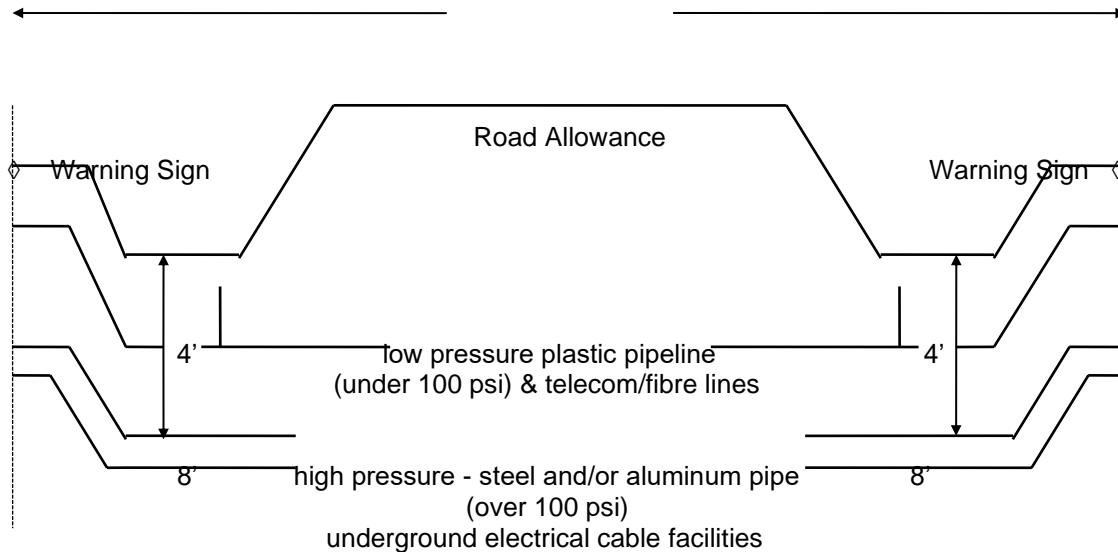 Road Allowance
Warning Sign Warning Sign
4’ low pressure plastic pipeline 4’
(under 100 psi) & telecom/fibre lines
8’ high pressure - steel and/or aluminum pipe 8’
(over 100 psi)
underground electrical cable facilities